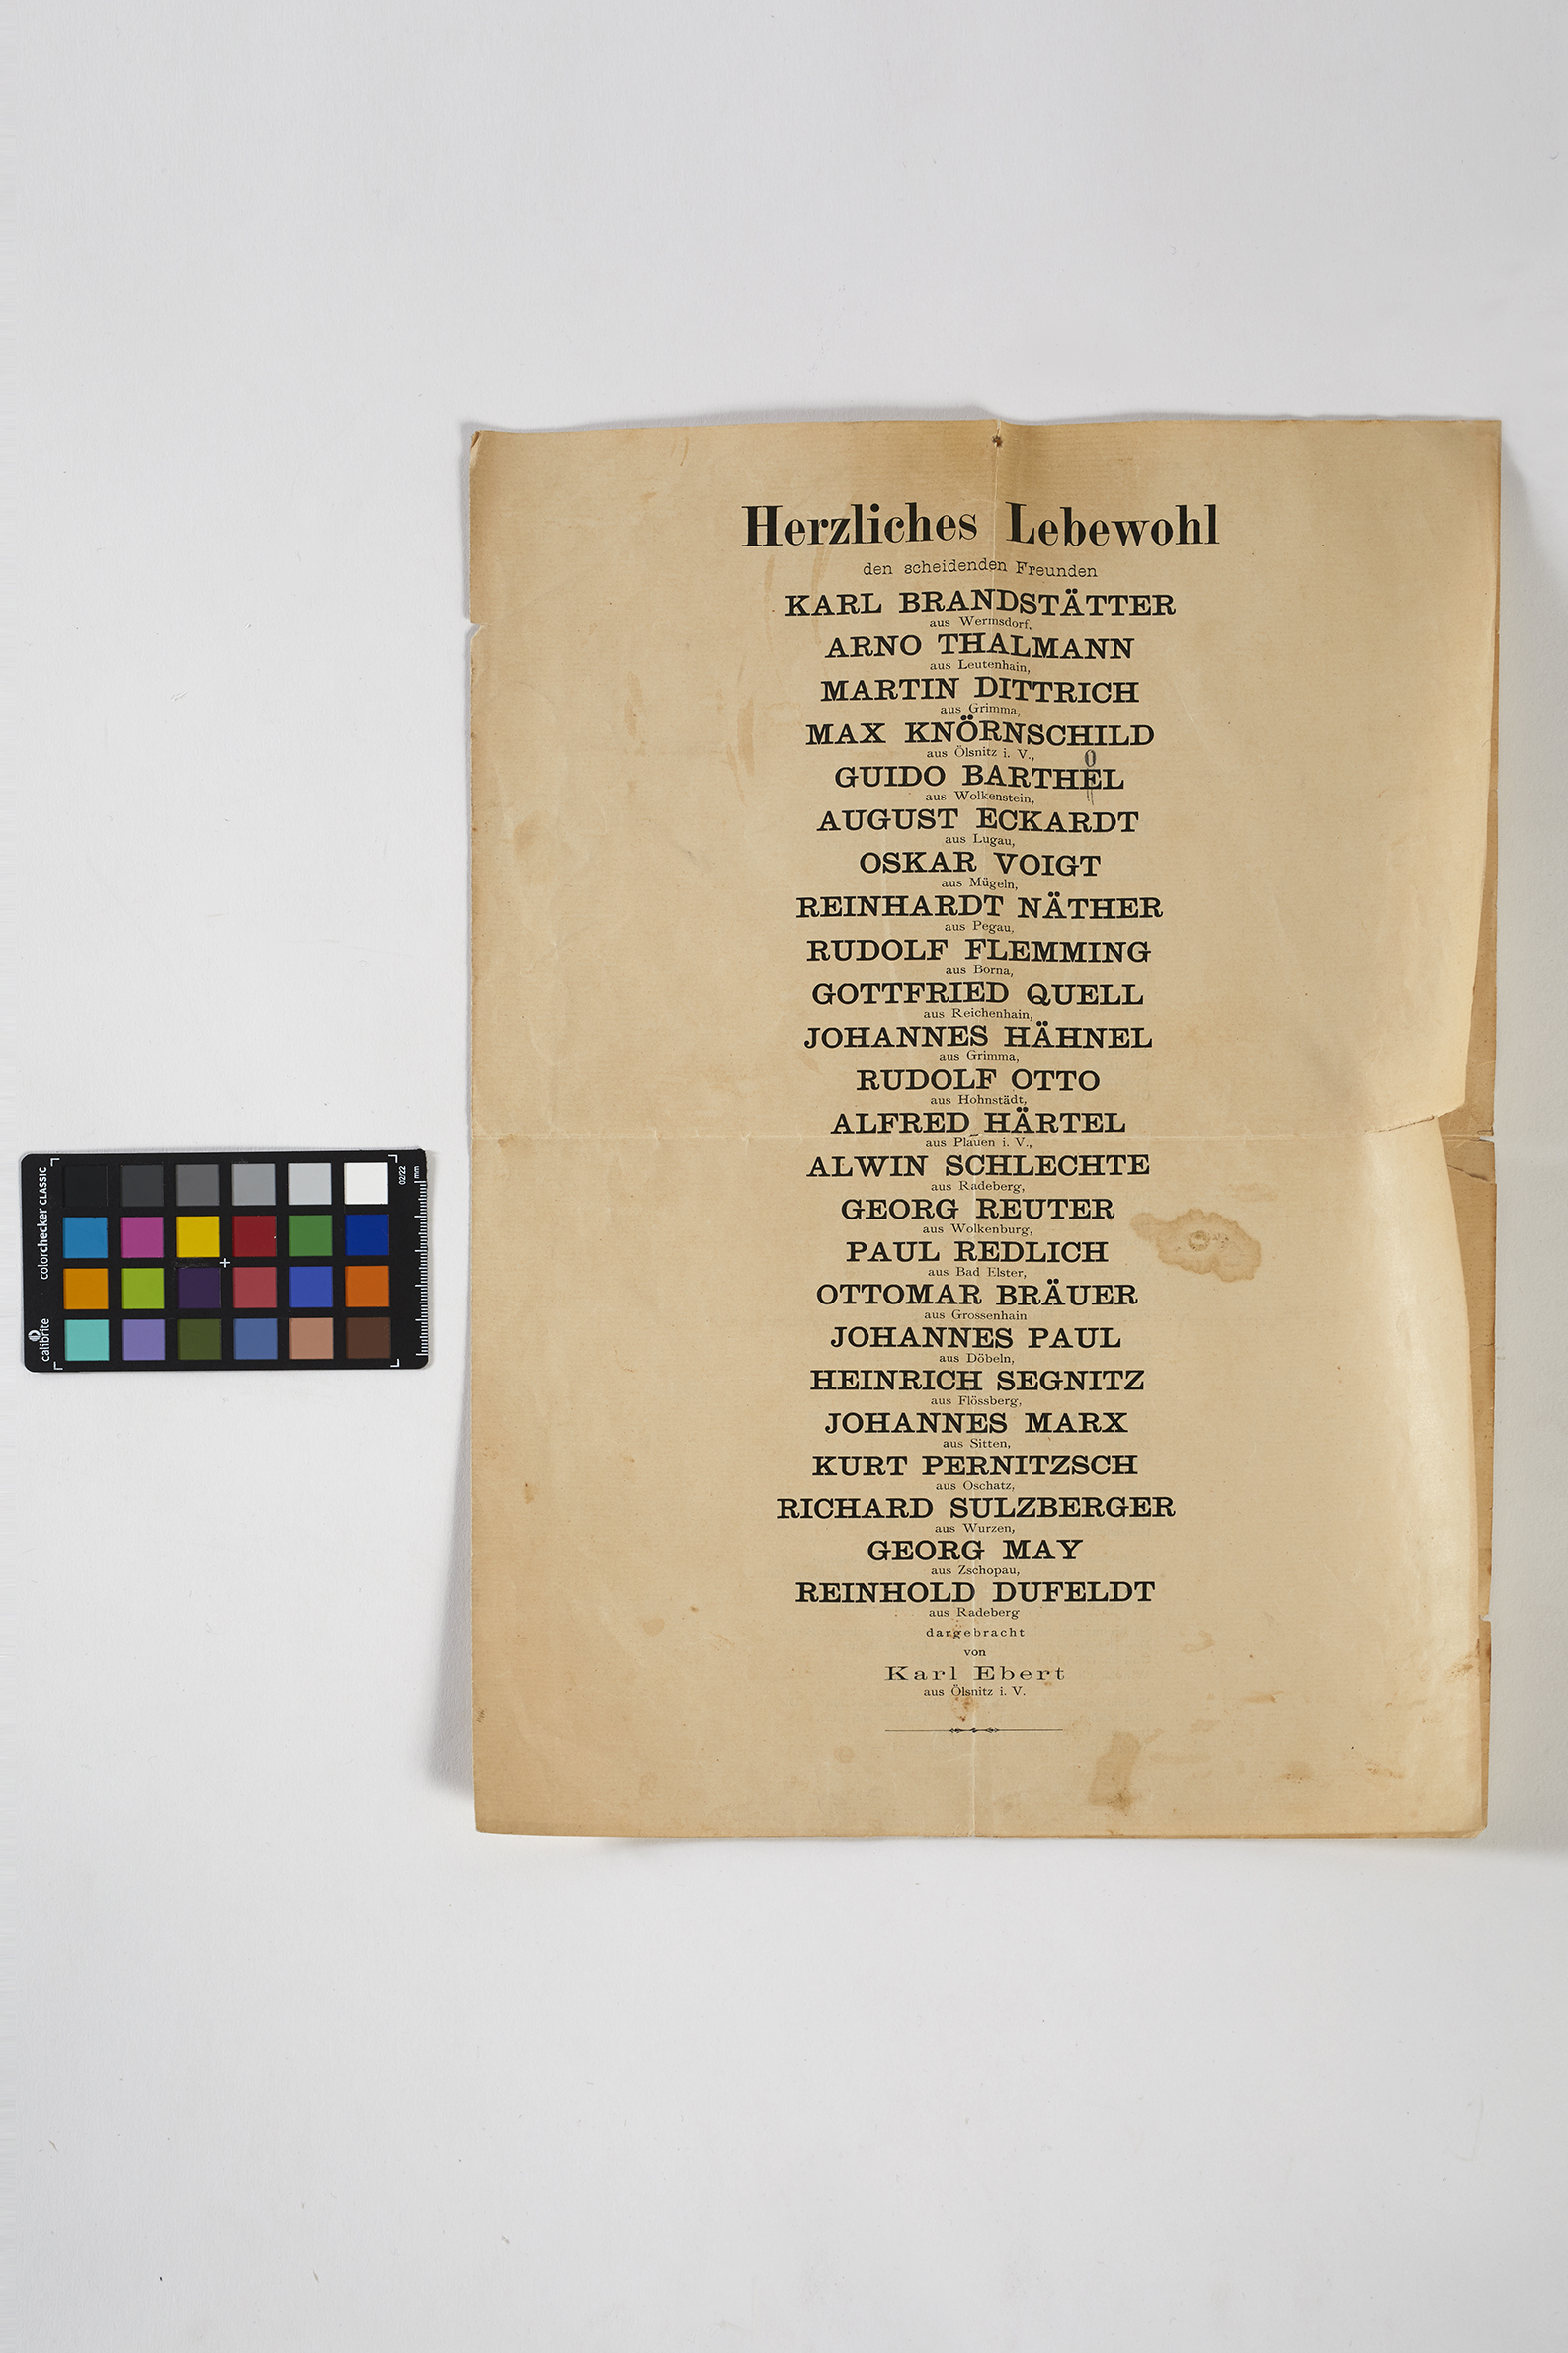 Herzliches Lebewohl
den scheidenden Freunden
KARL BRANDSTÄTTER
aus Wermsdorf,
ARNO THALMANN
aus Leutenhain,
MARTIN DITTRICH
aus Grimma,
MAX KNÖRNSCHILD
aus Ölsnitz i. V.,
o
GUIDO BARTHEL
aus Wolkenstein,
AUGUST ECKARDT
aus Lugau,
OSKAR VOIGT
aus Mügeln,
REINHARDT NÄTHER
aus Pegau,
RUDOLF FLEMMING
aus Borna,
GOTTFRIED QUELL
aus Reichenhain,
JOHANNES HÄHNEL
aus Grimma,
RUDOLF OTTO
aus Hohnstädt,
ALFRED HÄRTEL
aus Plauen i. V.,
ALWIN SCHLECHTE
aus Radeberg,
GEORG REUTER
aus Wolkenburg,
PAUL REDLICH
aus Bad Elster,
OTTOMAR BRÄUER
aus Grossenhain
JOHANNES PAUL
aus Döbeln,
HEINRICH SEGNITZ
aus Flössberg,
JOHANNES MARX
aus Sitten,
KURT PERNITZSCH
aus Oschatz,
RICHARD SULZBERGER
aus Wurzen,
GEORG MAY
aus Zschopau,
REINHOLD DUFELDT
aus Radeberg
dargebracht
von
Karl Ebert
aus Ölsnitz i. V.
calibrite colorchecker CLASSIC
02/22
mm